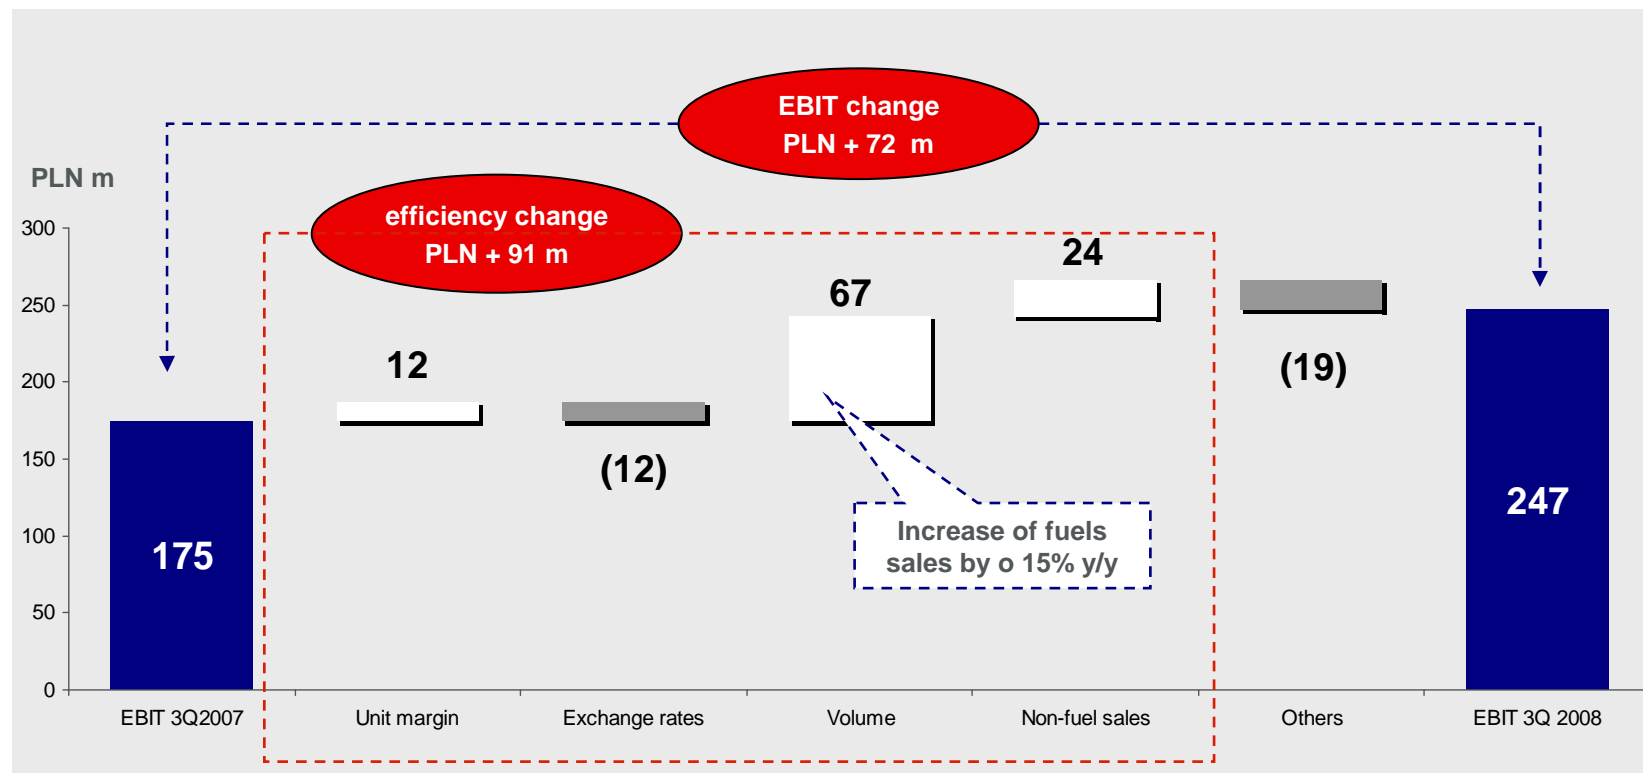 EBIT change
PLN + 72 m
PLN m
efficiency change
PLN + 91 m
300
250
200
150
100
50
0
175
12
(12)
67
24
(19)
247
Increase of fuels
sales by o 15% y/y
EBIT 3Q2007
Unit margin
Exchange rates
Volume
Non-fuel sales
Others
EBIT 3Q 2008